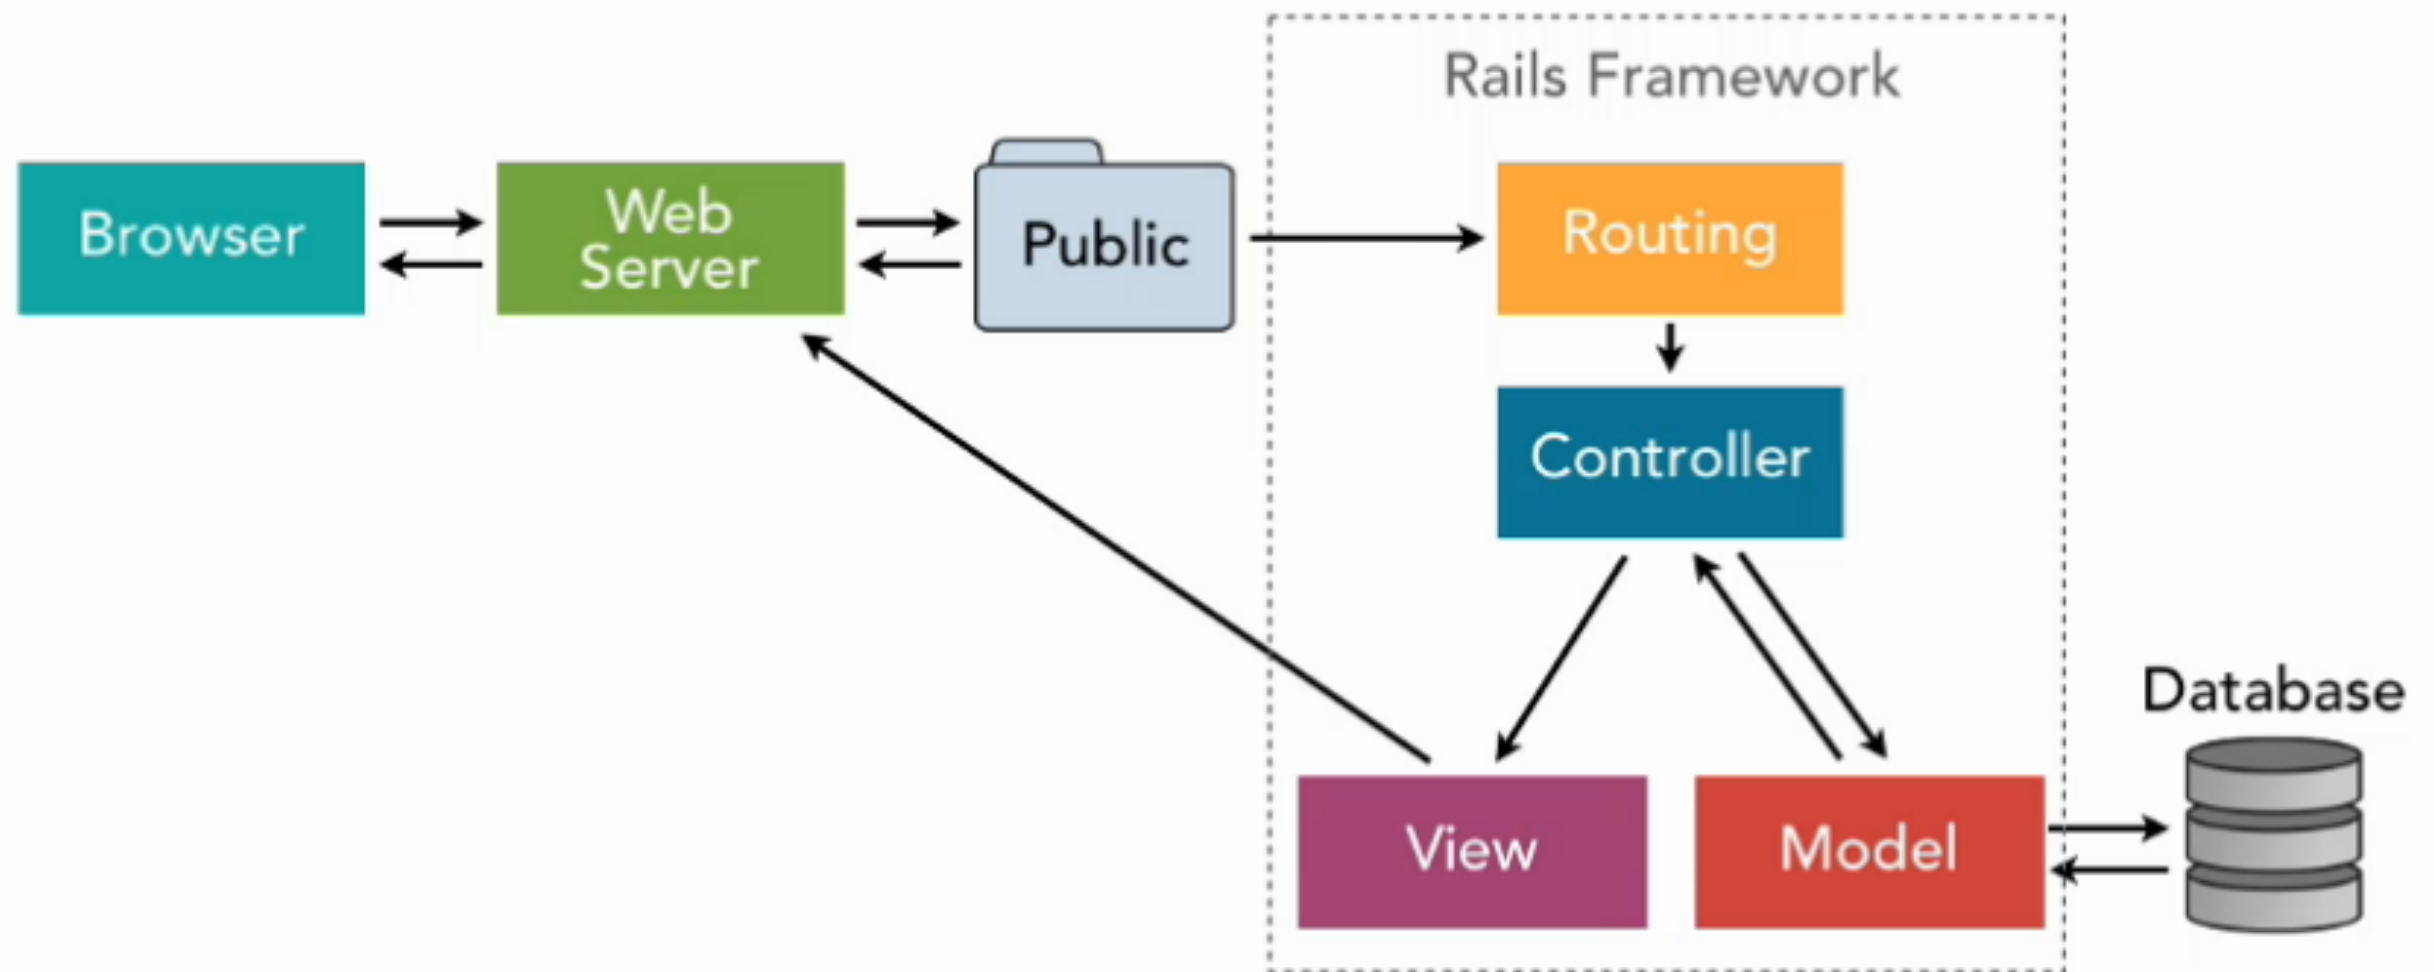 Rails Framework
Browser
Web
Server
Public
Routing
Controller
Database
View
Model